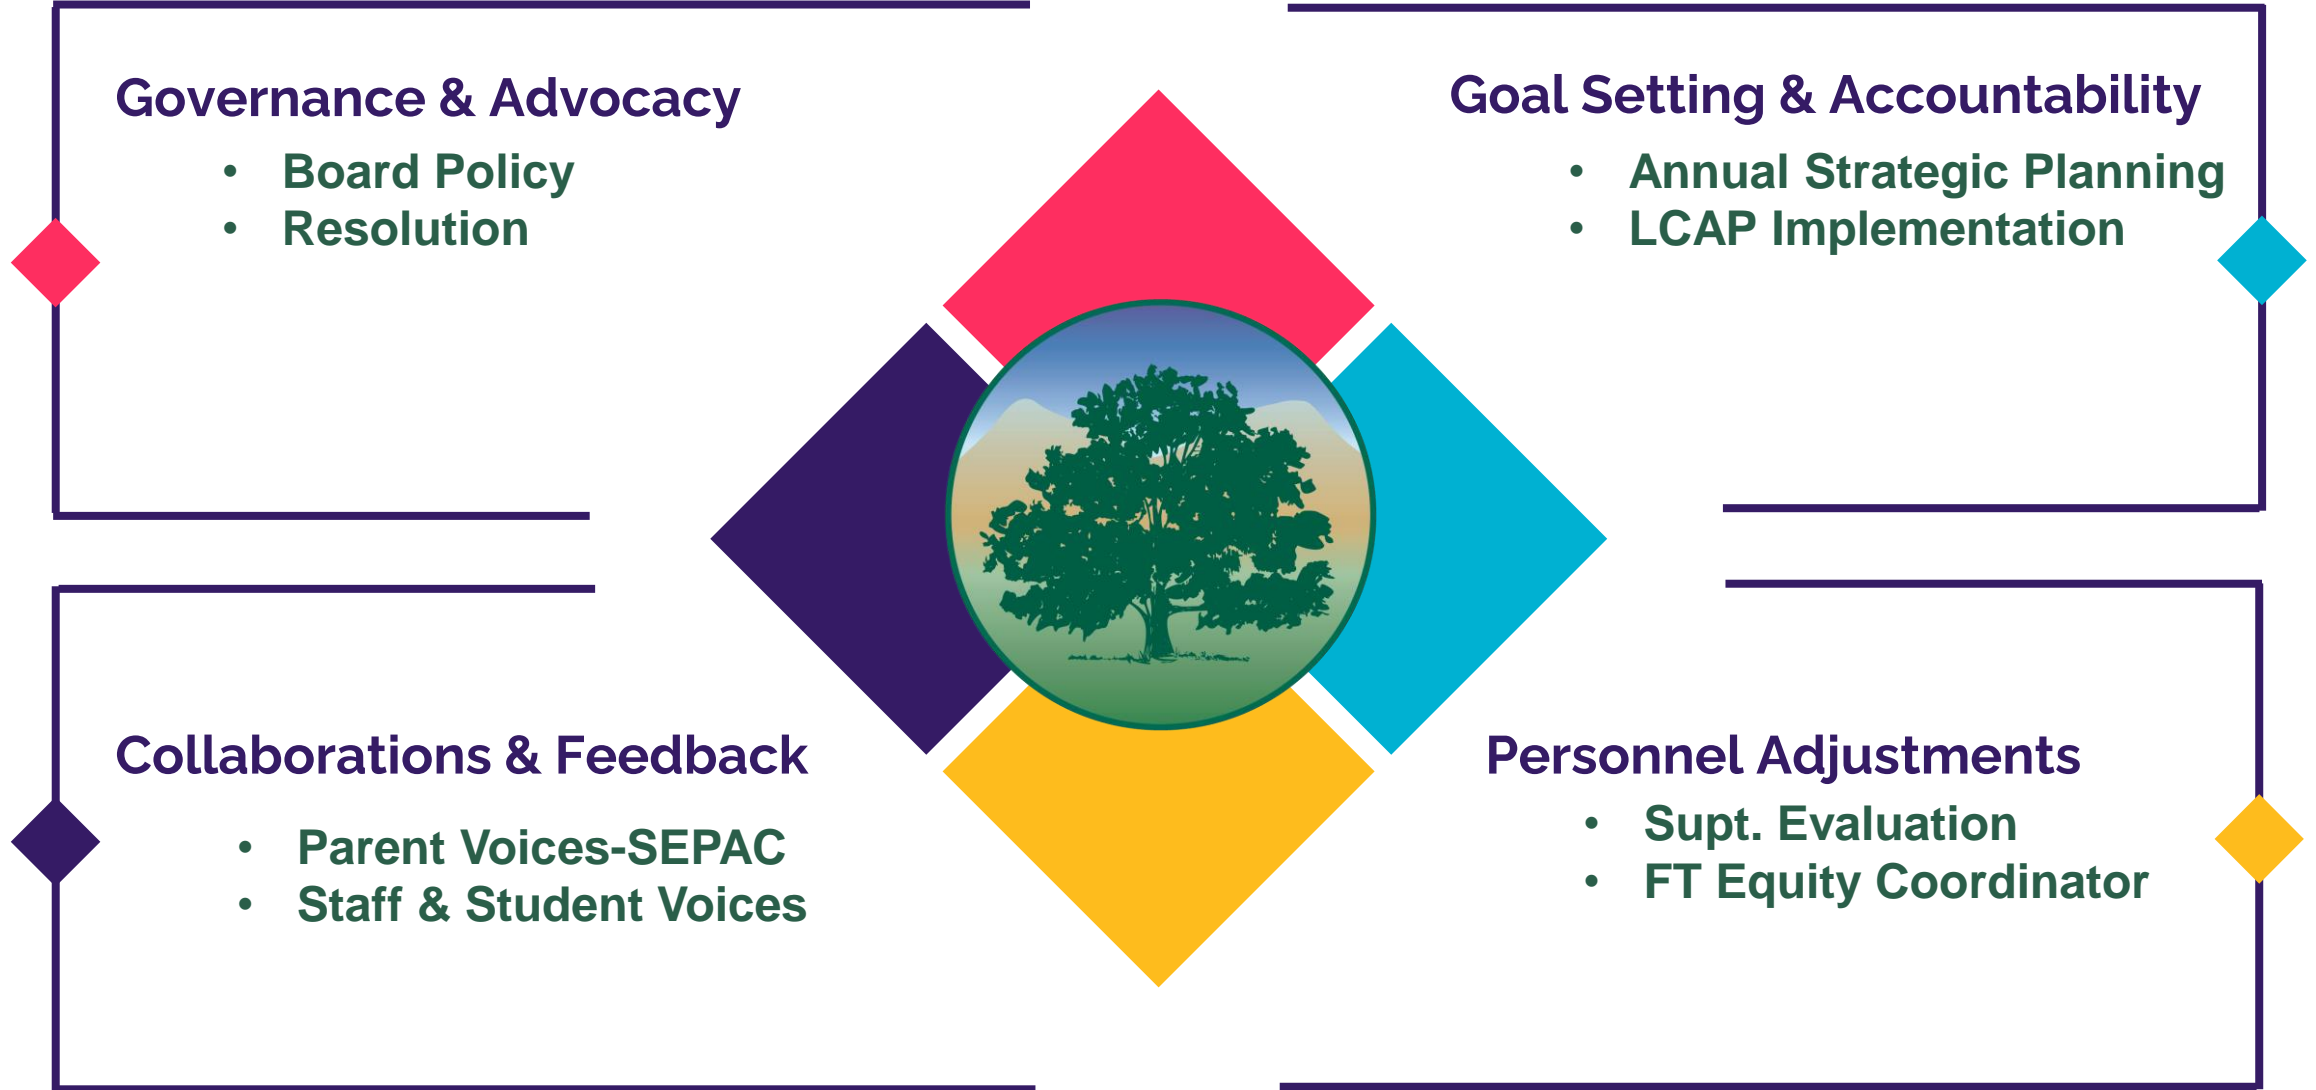 Governance & Advocacy
• Board Policy
• Resolution
Goal Setting & Accountability
• Annual Strategic Planning
• LCAP Implementation
Collaborations & Feedback
• Parent Voices-SEPAC
• Staff & Student Voices
Personnel Adjustments
• Supt. Evaluation
• FT Equity Coordinator